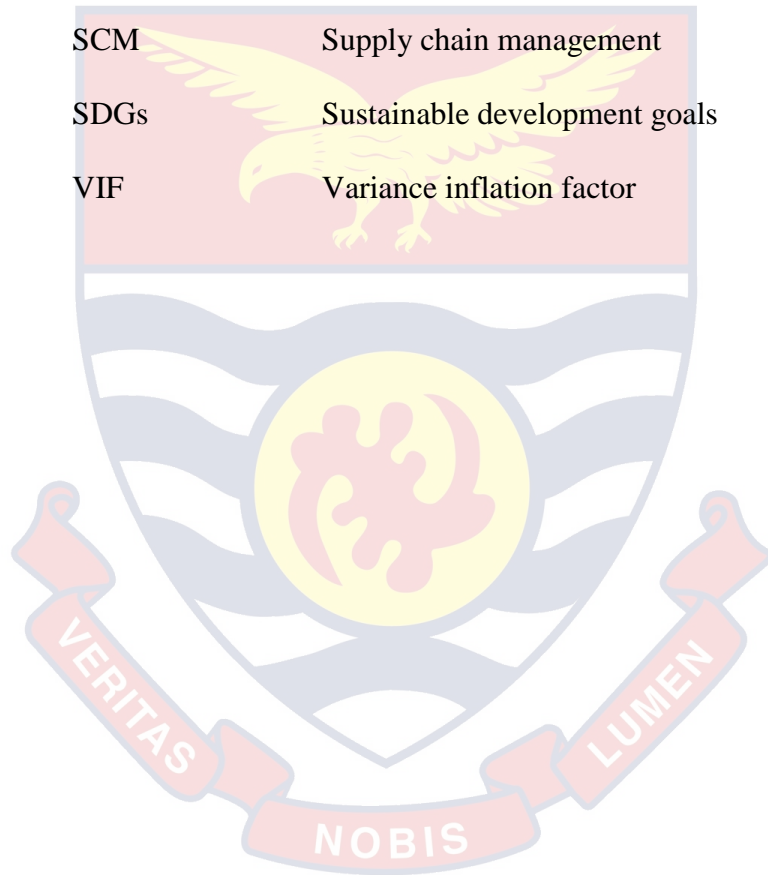 SCM Supply chain management
SDGs Sustainable development goals
VIF Variance inflation factor
VERITAS
NOBIS
LUMEN